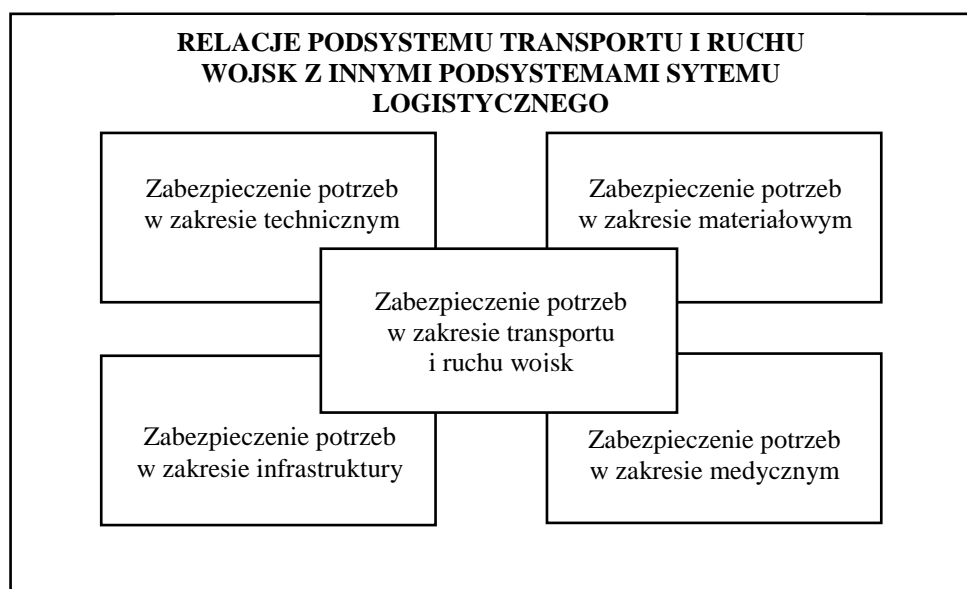 RELACJE PODSYSTEMU TRANSPORTU I RUCHU
WOJSK Z INNYMI PODSYSTEMAMI SYTEMU
LOGISTYCZNEGO
Zabezpieczenie potrzeb
w zakresie technicznym
Zabezpieczenie potrzeb
w zakresie materiałowym
Zabezpieczenie potrzeb
w zakresie transportu
i ruchu wojsk
Zabezpieczenie potrzeb
w zakresie infrastruktury
Zabezpieczenie potrzeb
w zakresie medycznym